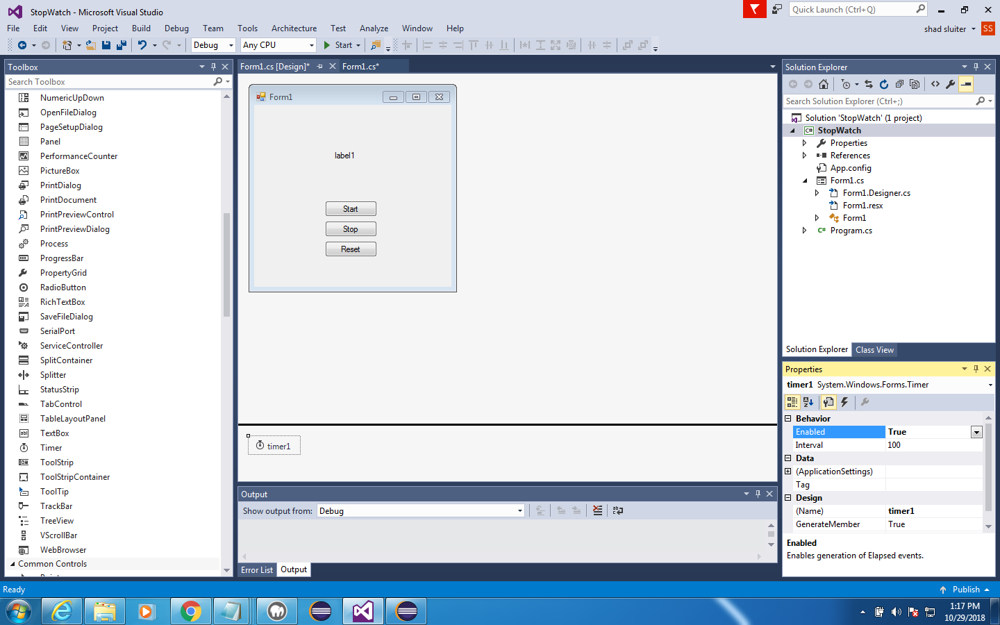 StopWatch - Microsoft Visual Studio
Quick Launch (Ctrl+Q)
File Edit View Project Build Debug Team Tools Architecture Test Analyze Window Help
shad sluiter SS
Debug Any CPU Start
Toolbox
Search Toolbox
NumericUpDown
OpenFileDialog
PageSetupDialog
Panel
PerformanceCounter
PictureBox
PrintDialog
PrintDocument
PrintPreviewControl
PrintPreviewDialog
Process
ProgressBar
PropertyGrid
RadioButton
RichTextBox
SaveFileDialog
SerialPort
ServiceController
SplitContainer
Splitter
StatusStrip
TabControl
TableLayoutPanel
TextBox
Timer
ToolStrip
ToolStripContainer
ToolTip
TrackBar
TreeView
VScrollBar
WebBrowser
Common Controls
Form1.cs [Design]* Form1.cs*
Form1
label1
Start
Stop
Reset
timer1
Output
Show output from: Debug
Error List Output
Solution Explorer
Search Solution Explorer (Ctrl+;)
Solution 'StopWatch' (1 project)
C# StopWatch
Properties
References
App.config
Form1.cs
Form1.Designer.cs
Form1.resx
Form1
C# Program.cs
Solution Explorer Class View
Properties
timer1 System.Windows.Forms.Timer
Behavior
Enabled True
Interval 100
Data
(ApplicationSettings)
Tag
Design
(Name) timer1
GenerateMember True
Enabled
Enables generation of Elapsed events.
Ready
Publish
1:17 PM
10/29/2018